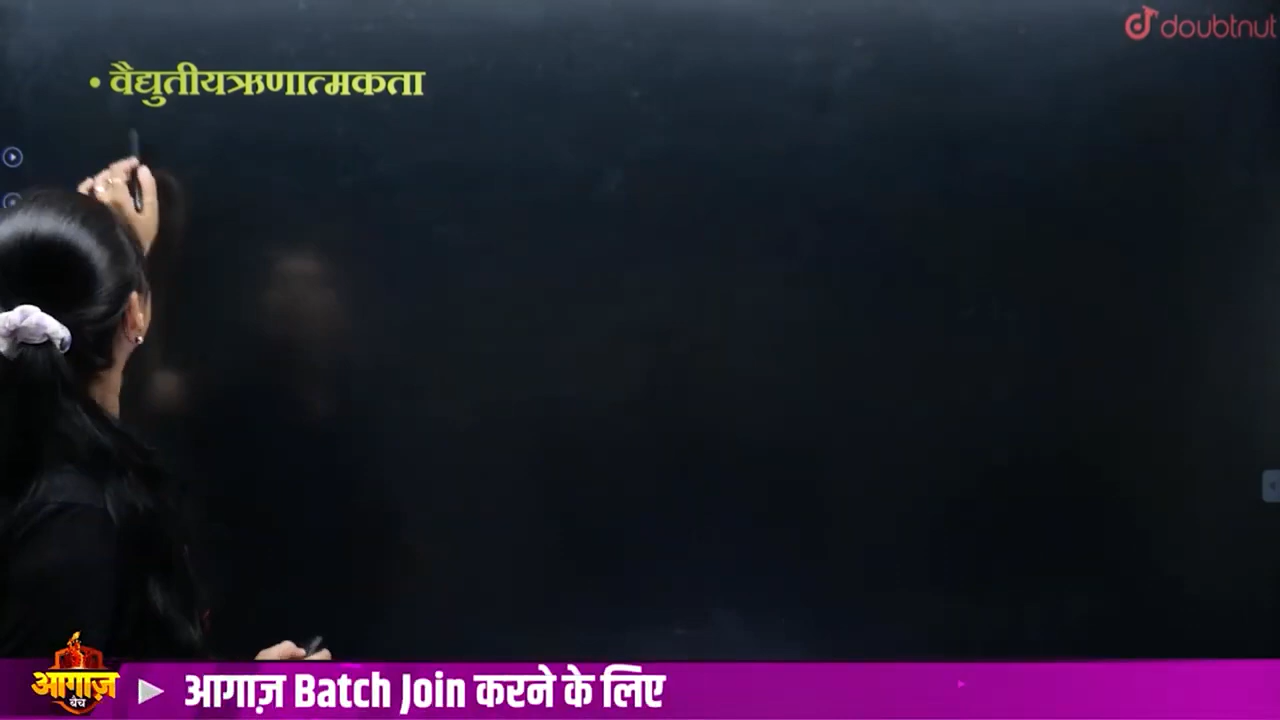 doubtnut
• वैद्युतीयऋणात्मकता
आगाज़
बैच
आगाज़ Batch Join करने के लिए